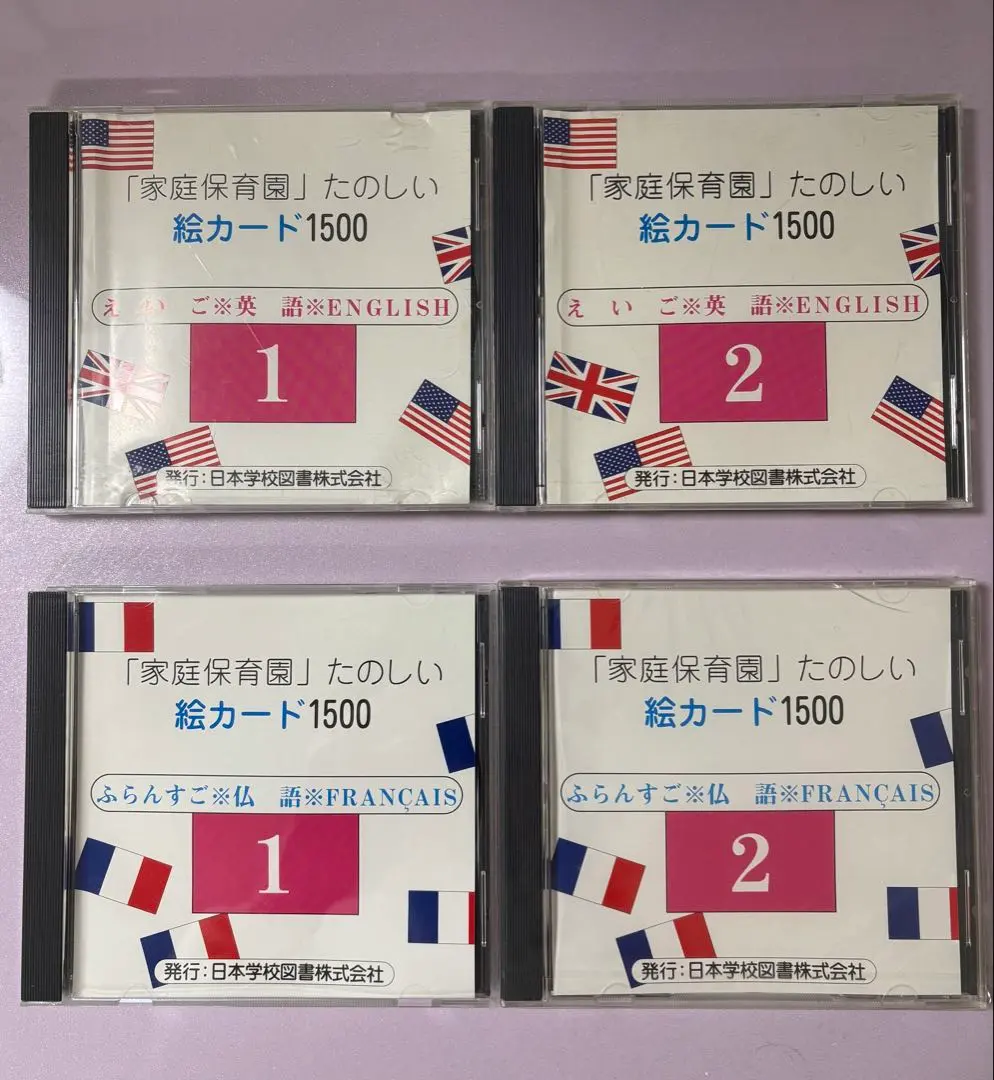 「家庭保育園」たのしい
絵カード1500
えいご※英 語※ENGLISH
1
発行：日本学校図書株式会社
「家庭保育園」たのしい
絵カード1500
えいご※英 語※ENGLISH
2
発行：日本学校図書株式会社
「家庭保育園」たのしい
絵カード1500
ふらんすご※仏 語※FRANÇAIS
1
発行：日本学校図書株式会社
「家庭保育園」たのしい
絵カード1500
ふらんすご※仏 語※FRANÇAIS
2
発行：日本学校図書株式会社